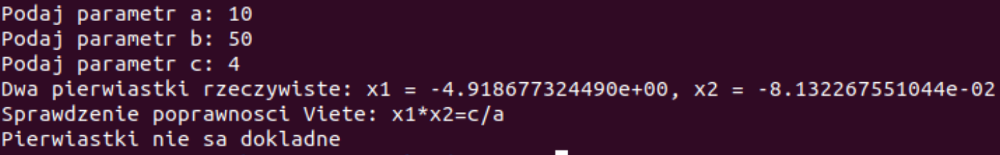 Podaj parametr a: 10
Podaj parametr b: 50
Podaj parametr c: 4
Dwa pierwiastki rzeczywiste: x1 = -4.918677324490e+00, x2 = -8.132267551044e-02
Sprawdzenie poprawnosci Viete: x1*x2=c/a
Pierwiastki nie sa dokladne